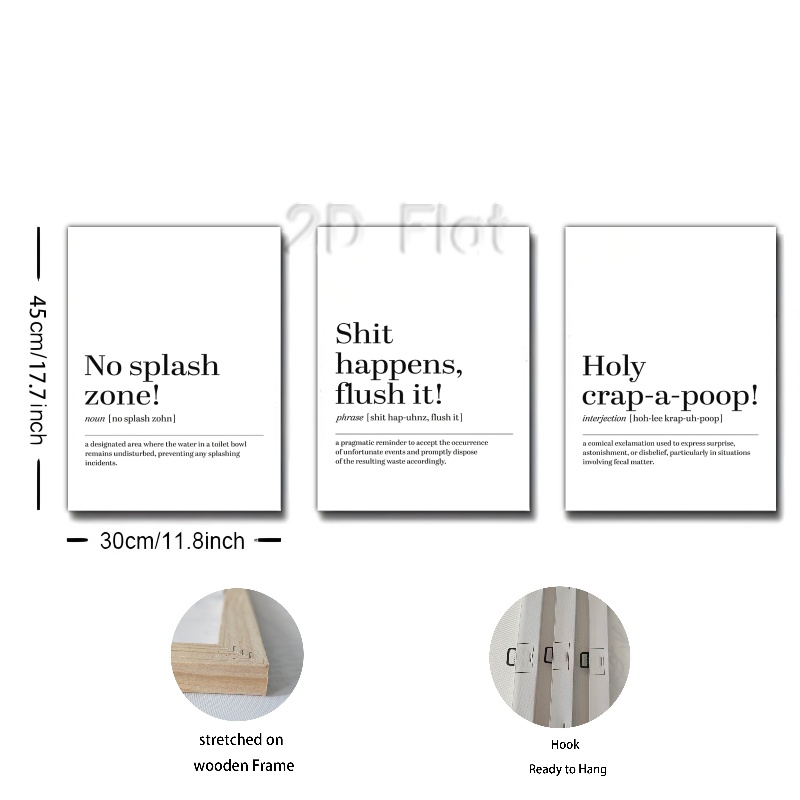 2D Flat
No splash
zone!
noun [no splash zohn]
a designated area where the water in a toilet bowl
remains undisturbed, preventing any splashing
incidents.
Shit
happens,
flush it!
phrase [shit hap-uhnz, flush it]
a pragmatic reminder to accept the occurrence
of unfortunate events and promptly dispose
of the resulting waste accordingly.
Holy
crap-a-poop!
interjection [hoh-lee krap-uh-poop]
a comical exclamation used to express surprise,
astonishment, or disbelief, particularly in situations
involving fecal matter.
45cm/17.7inch
30cm/11.8inch
stretched on
wooden Frame
Hook
Ready to Hang